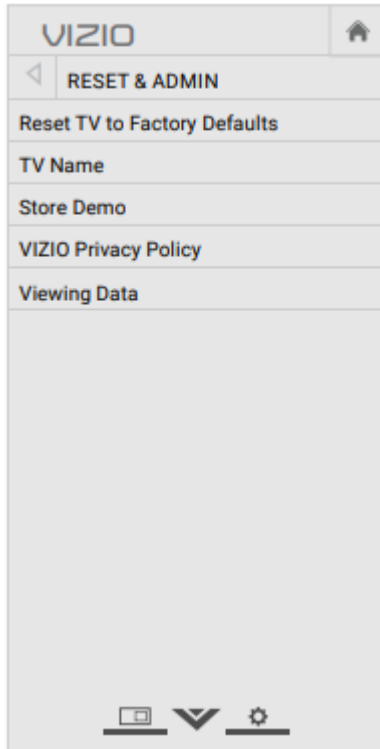 VIZIO
RESET & ADMIN
Reset TV to Factory Defaults
TV Name
Store Demo
VIZIO Privacy Policy
Viewing Data